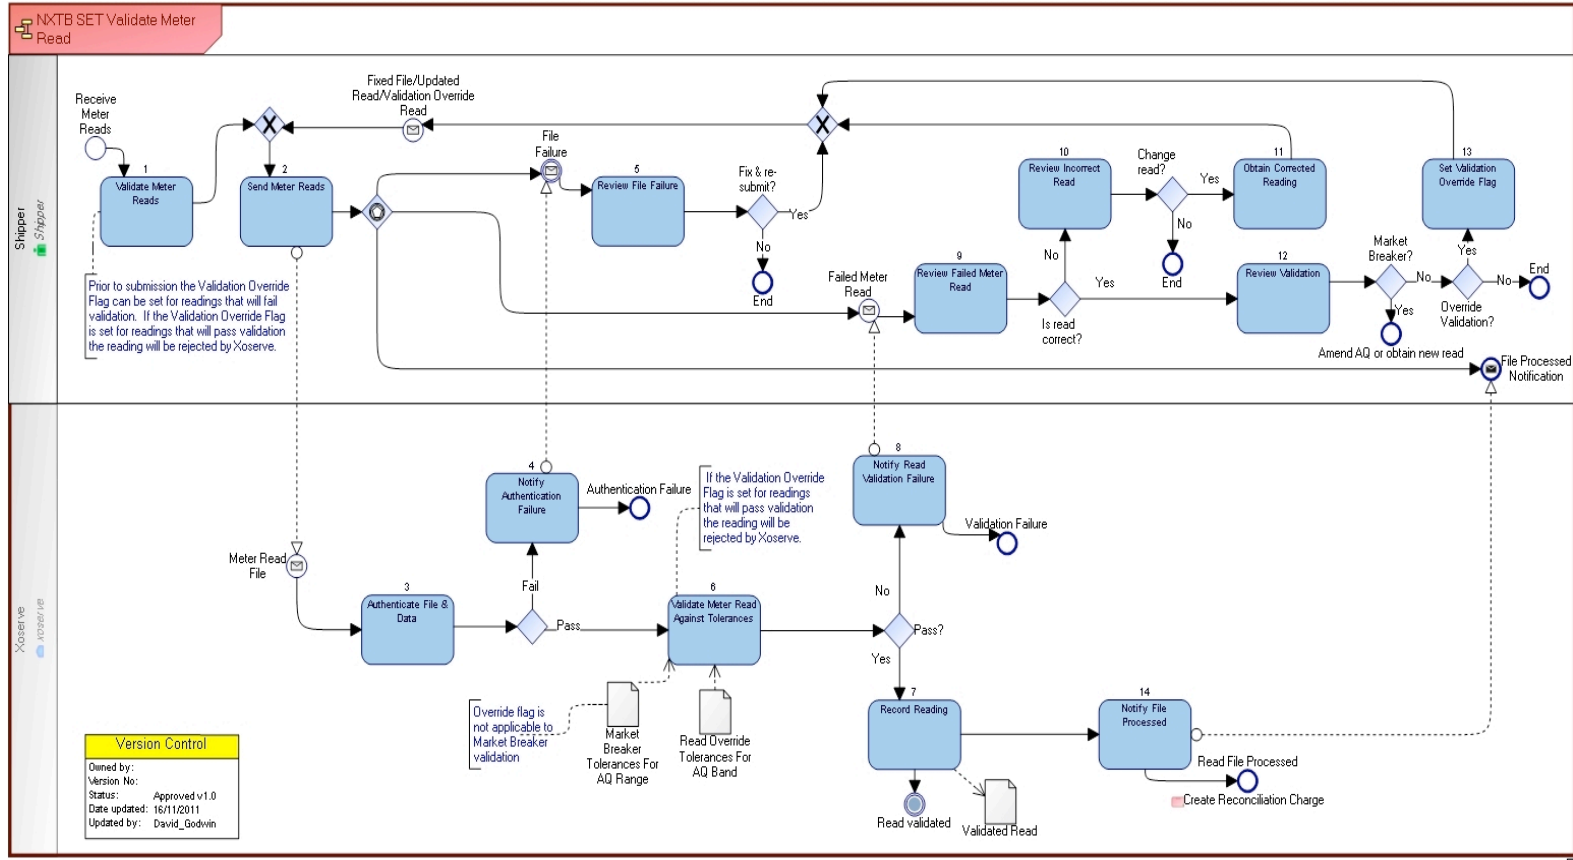 NXTB SET Validate Meter
Read
Shipper
Shipper
Receive
Meter
Reads
1
Validate Meter
Reads
Prior to submission the Validation Override
Flag can be set for readings that will fail
validation. If the Validation Override Flag
is set for readings that will pass validation
the reading will be rejected by Xoserve.
2
Send Meter Reads
Fixed File/Updated
Read/Validation Override
Read
File
Failure
5
Review File Failure
Fix & re-
submit?
Yes
No
End
Failed Meter
Read
9
Review Failed Meter
Read
Is read
correct?
No
Yes
10
Review Incorrect
Read
Change
read?
Yes
No
End
11
Obtain Corrected
Reading
12
Review Validation
Market
Breaker?
No
Yes
Amend AQ or obtain new read
13
Set Validation
Override Flag
Yes
Override
Validation?
No
End
File Processed
Notification
Xoserve
xoserve
Meter Read
File
3
Authenticate File &
Data
Fail
Pass
4
Notify
Authentication
Failure
Authentication Failure
If the Validation Override
Flag is set for readings
that will pass validation
the reading will be
rejected by Xoserve.
6
Validate Meter Read
Against Tolerances
Override flag is
not applicable to
Market Breaker
validation
Market
Breaker
Tolerances For
AQ Range
Read Override
Tolerances For
AQ Band
8
Notify Read
Validation Failure
Validation Failure
No
Pass?
Yes
7
Record Reading
Read validated
Validated Read
14
Notify File
Processed
Read File Processed
Create Reconciliation Charge
Version Control
Owned by:
Version No:
Status: Approved v1.0
Date updated: 16/11/2011
Updated by: David_Godwin